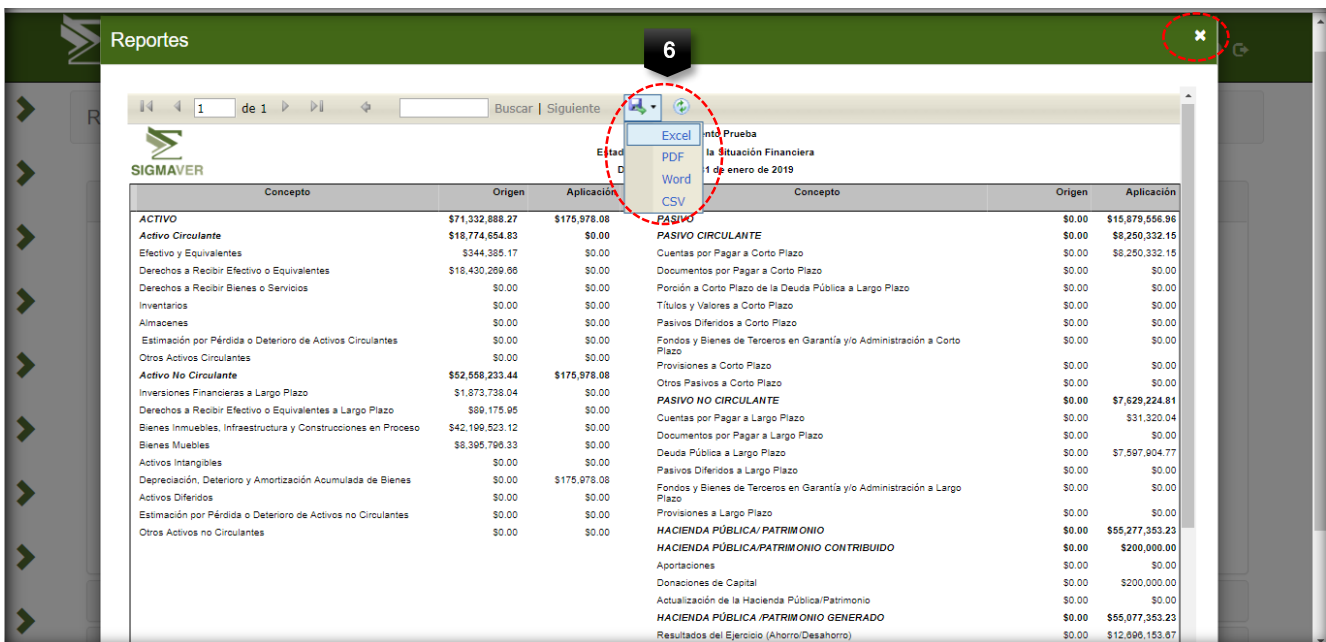 Reportes
6
1 de 1 Buscar | Siguiente
Excel
PDF
Word
CSV
SIGMAVER
nto Prueba
Estad la Situación Financiera
D 1 de enero de 2019
Concepto Origen Aplicación Concepto Origen Aplicación
ACTIVO $71,332,888.27 $175,978.08 PASIVO $0.00 $15,879,556.96
Activo Circulante $18,774,654.83 $0.00 PASIVO CIRCULANTE $0.00 $8,250,332.15
Efectivo y Equivalentes $344,385.17 $0.00 Cuentas por Pagar a Corto Plazo $0.00 $8,250,332.15
Derechos a Recibir Efectivo o Equivalentes $18,430,269.66 $0.00 Documentos por Pagar a Corto Plazo $0.00 $0.00
Derechos a Recibir Bienes o Servicios $0.00 $0.00 Porción a Corto Plazo de la Deuda Pública a Largo Plazo $0.00 $0.00
Inventarios $0.00 $0.00 Títulos y Valores a Corto Plazo $0.00 $0.00
Almacenes $0.00 $0.00 Pasivos Diferidos a Corto Plazo $0.00 $0.00
Estimación por Pérdida o Deterioro de Activos Circulantes $0.00 $0.00 Fondos y Bienes de Terceros en Garantía y/o Administración a Corto $0.00 $0.00
Plazo
Otros Activos Circulantes $0.00 $0.00 Provisiones a Corto Plazo $0.00 $0.00
Activo No Circulante $52,558,233.44 $175,978.08 Otros Pasivos a Corto Plazo $0.00 $0.00
Inversiones Financieras a Largo Plazo $1,873,738.04 $0.00 PASIVO NO CIRCULANTE $0.00 $7,629,224.81
Derechos a Recibir Efectivo o Equivalentes a Largo Plazo $89,175.95 $0.00 Cuentas por Pagar a Largo Plazo $0.00 $31,320.04
Bienes Inmuebles, Infraestructura y Construcciones en Proceso $42,199,523.12 $0.00 Documentos por Pagar a Largo Plazo $0.00 $0.00
Bienes Muebles $8,395,796.33 $0.00 Deuda Pública a Largo Plazo $0.00 $7,597,904.77
Activos Intangibles $0.00 $0.00 Pasivos Diferidos a Largo Plazo $0.00 $0.00
Depreciación, Deterioro y Amortización Acumulada de Bienes $0.00 $175,978.08 Fondos y Bienes de Terceros en Garantía y/o Administración a Largo $0.00 $0.00
Plazo
Activos Diferidos $0.00 $0.00
Estimación por Pérdida o Deterioro de Activos no Circulantes $0.00 $0.00 Provisiones a Largo Plazo $0.00 $0.00
Otros Activos no Circulantes $0.00 $0.00 HACIENDA PÚBLICA/ PATRIMONIO $0.00 $55,277,353.23
HACIENDA PÚBLICA/PATRIMONIO CONTRIBUIDO $0.00 $200,000.00
Aportaciones $0.00 $0.00
Donaciones de Capital $0.00 $200,000.00
Actualización de la Hacienda Pública/Patrimonio $0.00 $0.00
HACIENDA PÚBLICA /PATRIMONIO GENERADO $0.00 $55,077,353.23
Resultados del Ejercicio (Ahorro/Desahorro) $0.00 $12,696,153.67